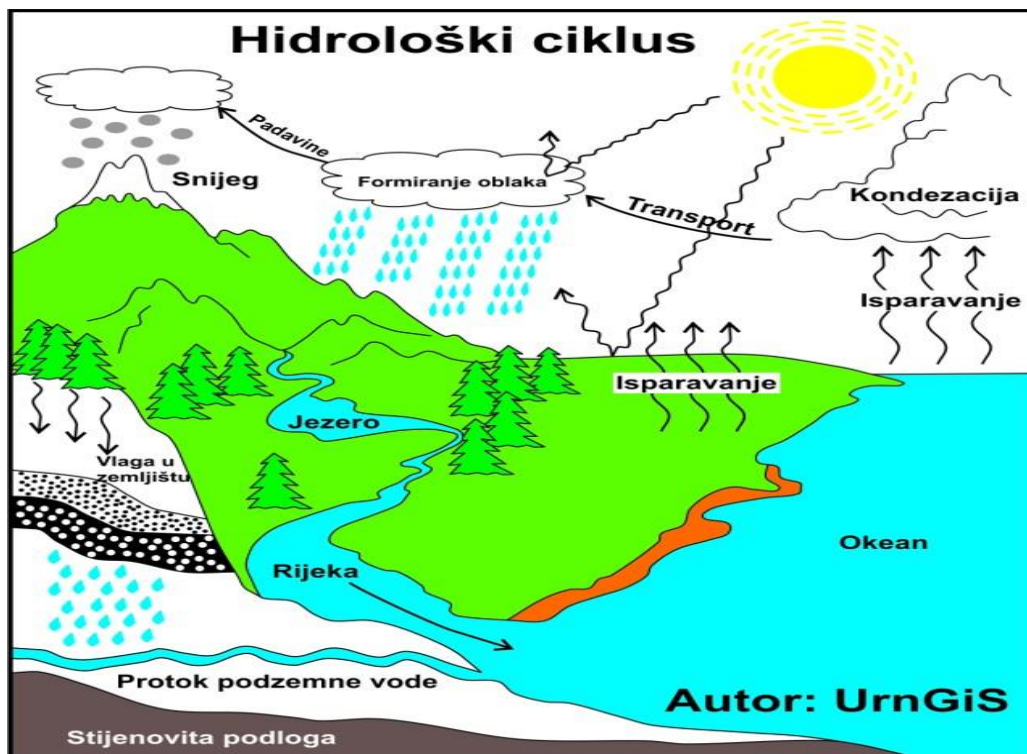 Hidrološki ciklus
Padavine
Snijeg
Formiranje oblaka
Transport
Kondezacija
Isparavanje
Isparavanje
Jezero
Vlaga u
zemljištu
Okean
Rijeka
Protok podzemne vode
Autor: UrnGiS
Stijenovita podloga